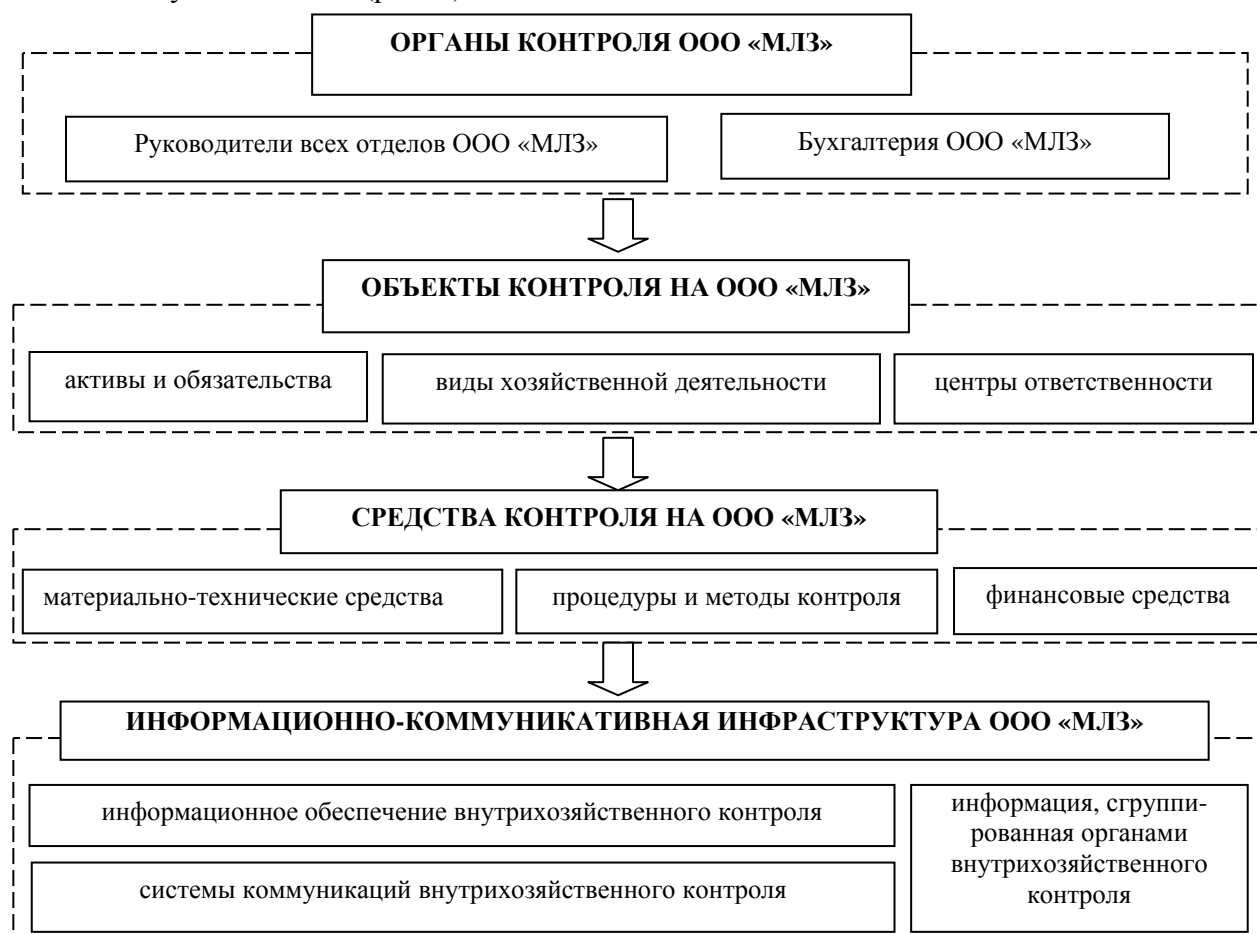 ОРГАНЫ КОНТРОЛЯ ООО «МЛЗ»
Руководители всех отделов ООО «МЛЗ»
Бухгалтерия ООО «МЛЗ»
ОБЪЕКТЫ КОНТРОЛЯ НА ООО «МЛЗ»
активы и обязательства
виды хозяйственной деятельности
центры ответственности
СРЕДСТВА КОНТРОЛЯ НА ООО «МЛЗ»
материально-технические средства
процедуры и методы контроля
финансовые средства
ИНФОРМАЦИОННО-КОММУНИКАТИВНАЯ ИНФРАСТРУКТУРА ООО «МЛЗ»
информационное обеспечение внутрихозяйственного контроля
системы коммуникаций внутрихозяйственного контроля
информация, сгруппи-
рованная органами
внутрихозяйственного
контроля